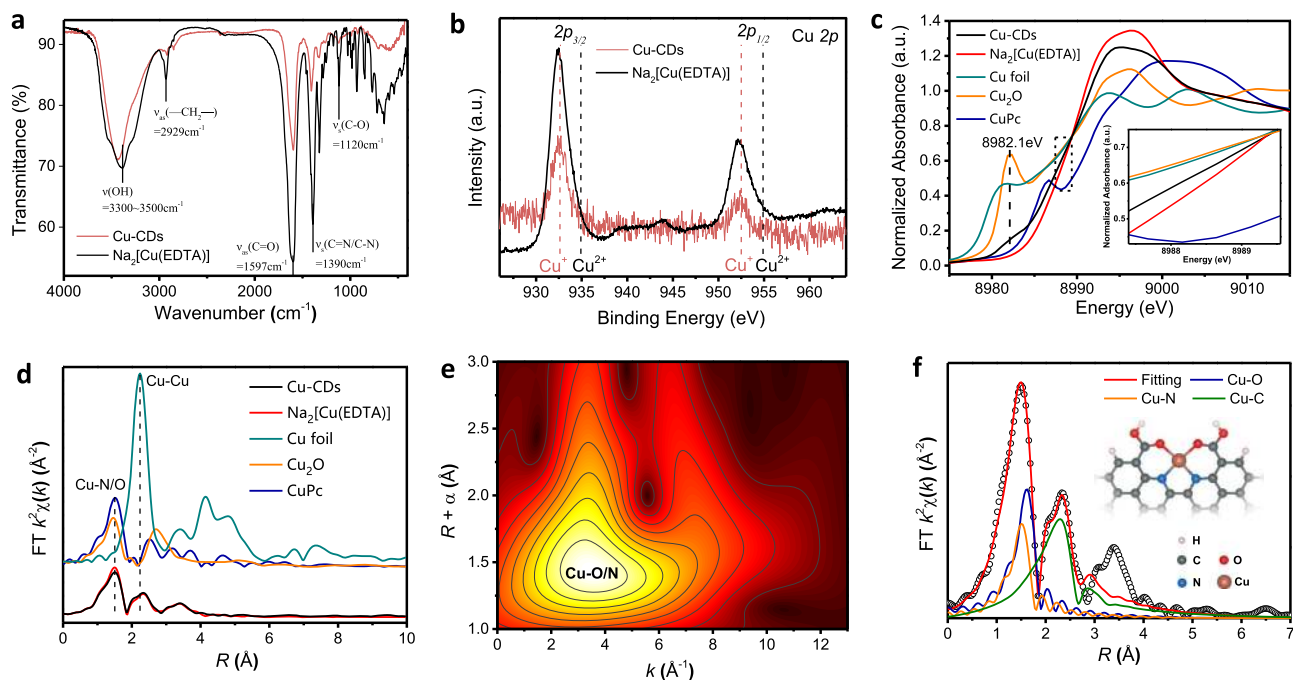 a
Transmittance (%)
90
80
70
60
ν(OH)
=3300~3500cm⁻¹
νas(—CH₂—)
=2929cm⁻¹
νs(C-O)
=1120cm⁻¹
νas(C=O)
=1597cm⁻¹
νs(C=N/C-N)
=1390cm⁻¹
Cu-CDs
Na₂[Cu(EDTA)]
4000 3000 2000 1000
Wavenumber (cm⁻¹)
b
Intensity (a.u.)
2p3/2
2p1/2
Cu 2p
Cu-CDs
Na₂[Cu(EDTA)]
Cu⁺ Cu²⁺ Cu⁺ Cu²⁺
930 935 940 945 950 955 960 965
Binding Energy (eV)
c
Normalized Absorbance (a.u.)
1.4
1.2
1.0
0.8
0.6
0.4
0.2
0.0
Cu-CDs
Na₂[Cu(EDTA)]
Cu foil
Cu₂O
CuPc
8982.1eV
Normalized Adsorbance (a.u.)
0.7
0.6
0.5
8988 8989
Energy (eV)
8980 8990 9000 9010
Energy (eV)
d
FT k²χ(k) (Å⁻²)
Cu-Cu
Cu-N/O
Cu-CDs
Na₂[Cu(EDTA)]
Cu foil
Cu₂O
CuPc
0 2 4 6 8 10
R (Å)
e
R + α (Å)
3.0
2.5
2.0
1.5
1.0
Cu-O/N
0 2 4 6 8 10 12
k (Å⁻¹)
f
FT k²χ(k) (Å⁻²)
Fitting Cu-O
Cu-N Cu-C
H
C O
N Cu
0 1 2 3 4 5 6 7
R (Å)